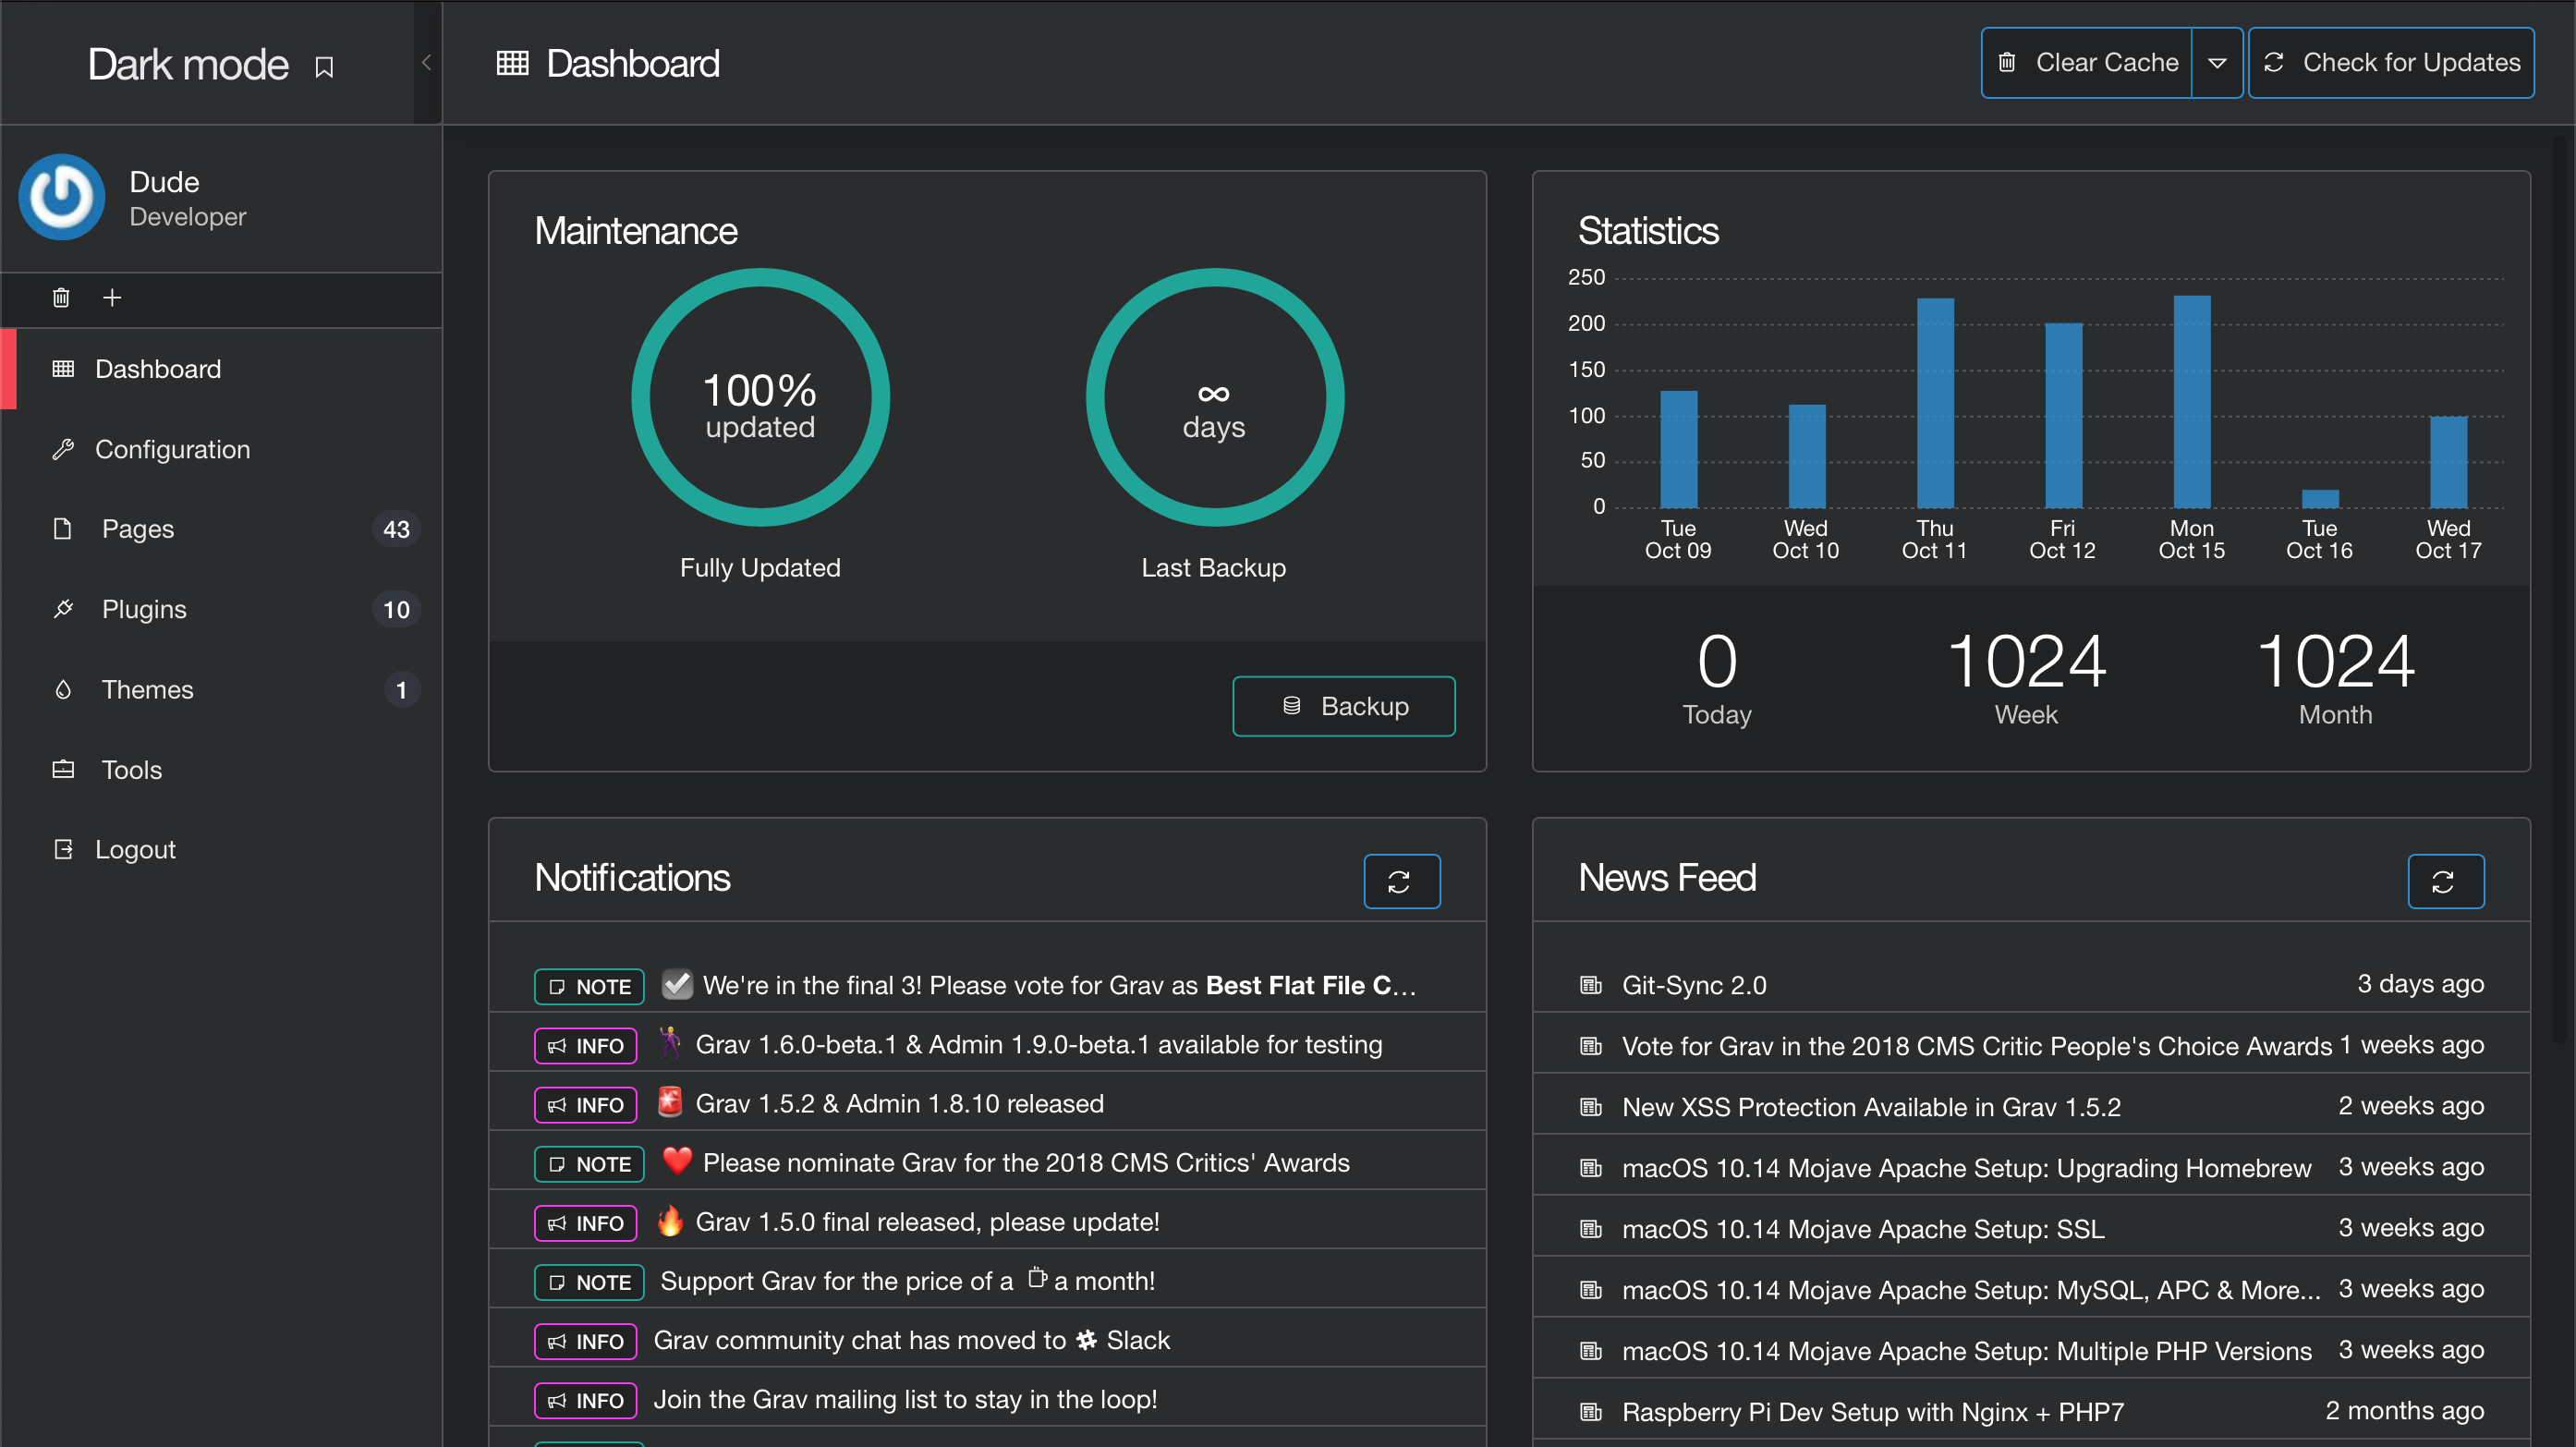 Dark mode
Dashboard
Clear Cache
Check for Updates
Dude
Developer
Dashboard
Configuration
Pages 43
Plugins 10
Themes 1
Tools
Logout
Maintenance
100%
updated
Fully Updated
∞
days
Last Backup
Backup
Statistics
250
200
150
100
50
0
Tue Wed Thu Fri Mon Tue Wed
Oct 09 Oct 10 Oct 11 Oct 12 Oct 15 Oct 16 Oct 17
0 1024 1024
Today Week Month
Notifications
NOTE We're in the final 3! Please vote for Grav as Best Flat File C...
INFO Grav 1.6.0-beta.1 & Admin 1.9.0-beta.1 available for testing
INFO Grav 1.5.2 & Admin 1.8.10 released
NOTE Please nominate Grav for the 2018 CMS Critics' Awards
INFO Grav 1.5.0 final released, please update!
NOTE Support Grav for the price of a a month!
INFO Grav community chat has moved to Slack
INFO Join the Grav mailing list to stay in the loop!
News Feed
Git-Sync 2.0 3 days ago
Vote for Grav in the 2018 CMS Critic People's Choice Awards 1 weeks ago
New XSS Protection Available in Grav 1.5.2 2 weeks ago
macOS 10.14 Mojave Apache Setup: Upgrading Homebrew 3 weeks ago
macOS 10.14 Mojave Apache Setup: SSL 3 weeks ago
macOS 10.14 Mojave Apache Setup: MySQL, APC & More... 3 weeks ago
macOS 10.14 Mojave Apache Setup: Multiple PHP Versions 3 weeks ago
Raspberry Pi Dev Setup with Nginx + PHP7 2 months ago